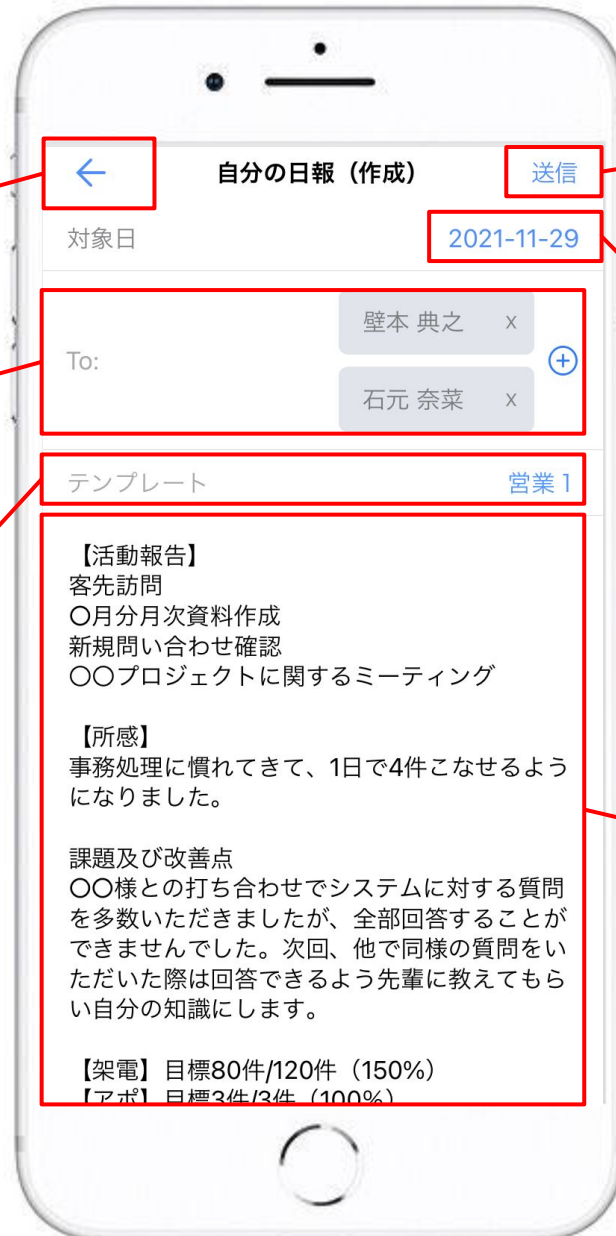 ← 自分の日報（作成） 送信
対象日 2021-11-29
壁本 典之 x
To:
石元 奈菜 x
テンプレート 営業1
【活動報告】
客先訪問
〇月分月次資料作成
新規問い合わせ確認
〇〇プロジェクトに関するミーティング
【所感】
事務処理に慣れてきて、1日で4件こなせるよう
になりました。
課題及び改善点
〇〇様との打ち合わせでシステムに対する質問
を多数いただきましたが、全部回答することが
できませんでした。次回、他で同様の質問をい
ただいた際は回答できるよう先輩に教えてもら
い自分の知識にします。
【架電】目標80件/120件（150%）
【アポ】目標3件/3件（100%）